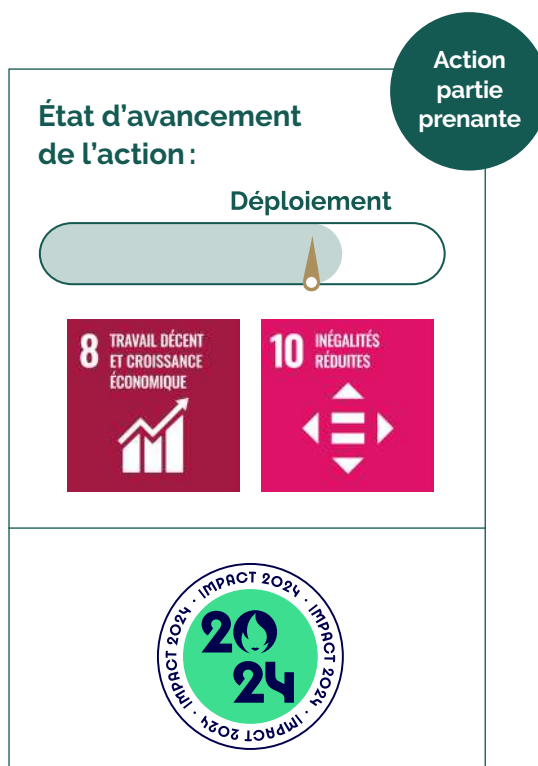 Action
partie
prenante
État d’avancement
de l’action :
Déploiement
8 TRAVAIL DÉCENT
ET CROISSANCE
ÉCONOMIQUE
10 INÉGALITÉS
RÉDUITES
IMPACT 2024 · IMPACT 2024 · IMPACT 2024 · IMPACT 2024 ·
20
24